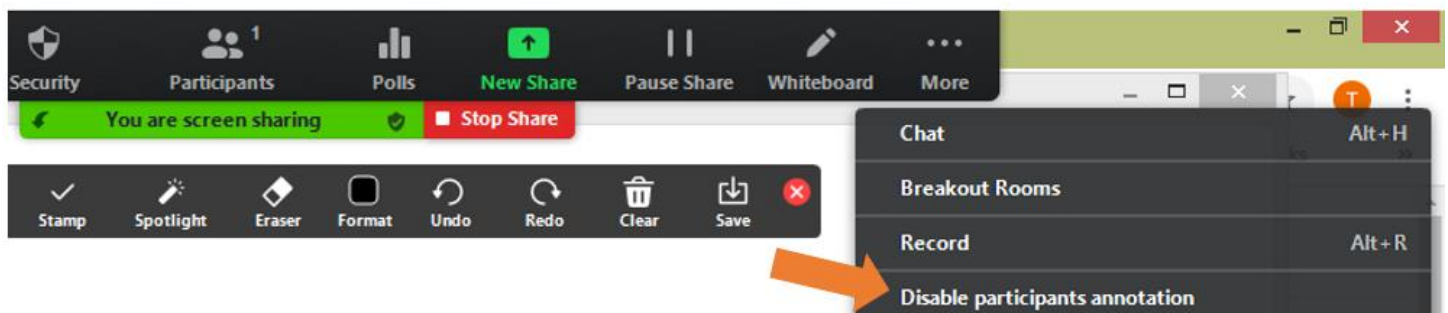 Security Participants 1 Polls New Share Pause Share Whiteboard More
You are screen sharing Stop Share
T
Chat Alt+H
Breakout Rooms
Stamp Spotlight Eraser Format Undo Redo Clear Save
Record Alt+R
Disable participants annotation